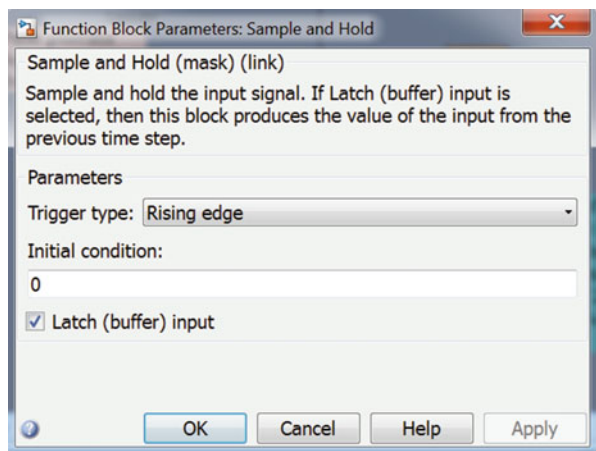 Function Block Parameters: Sample and Hold
Sample and Hold (mask) (link)
Sample and hold the input signal. If Latch (buffer) input is
selected, then this block produces the value of the input from the
previous time step.
Parameters
Trigger type: Rising edge
Initial condition:
0
Latch (buffer) input
OK Cancel Help Apply